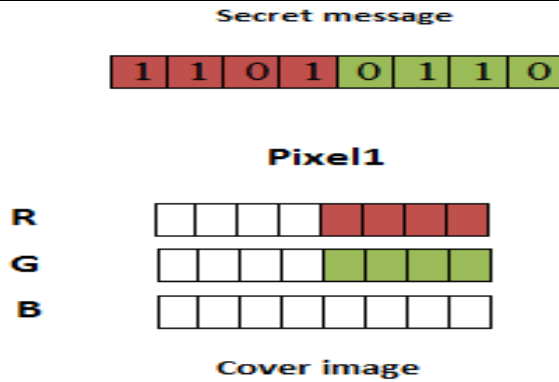 Secret message
1 1 0 1 0 1 1 0
Pixel1
R
G
B
Cover image